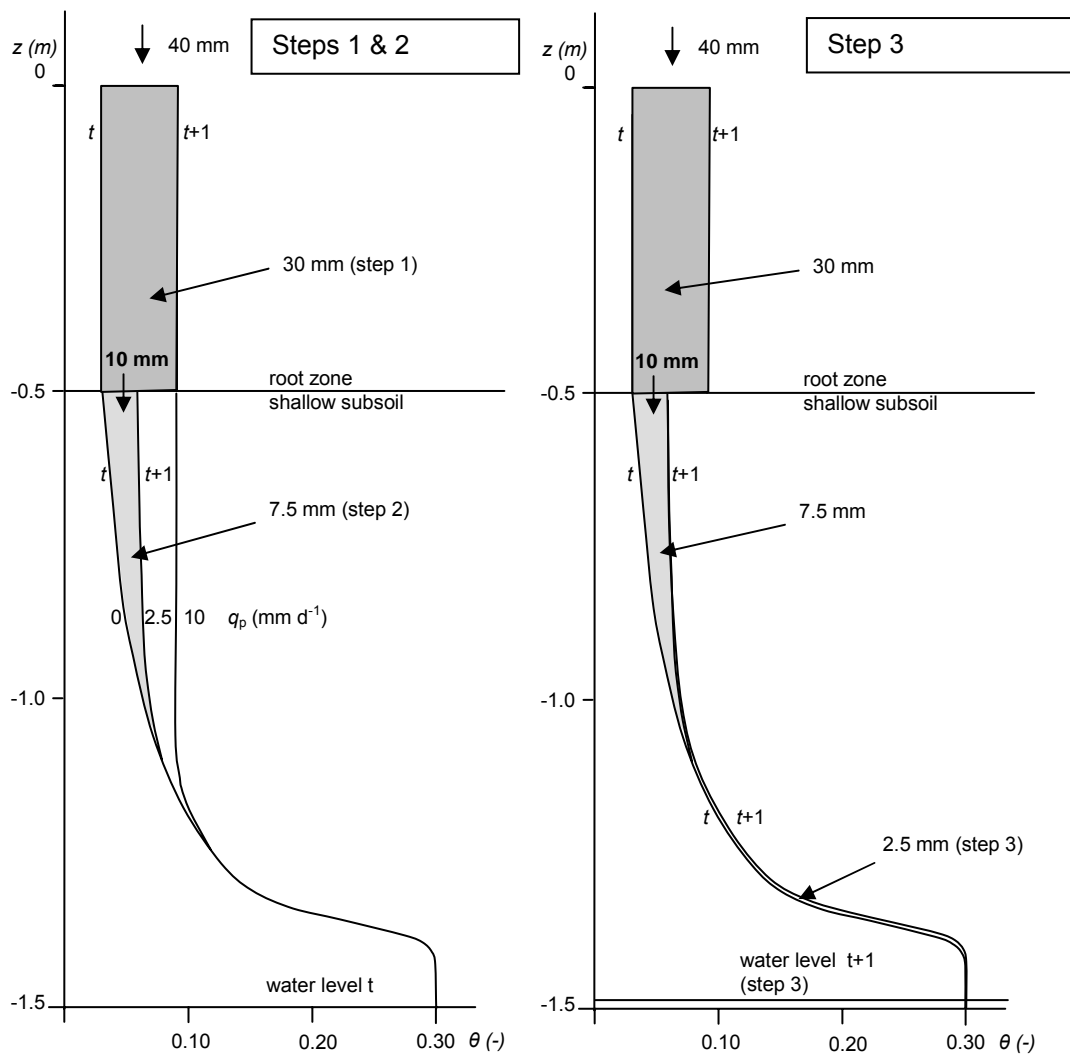 Steps 1 & 2
z (m)
0
40 mm
t
t+1
30 mm (step 1)
10 mm
-0.5
root zone
shallow subsoil
t
t+1
7.5 mm (step 2)
0
2.5
10
qp (mm d-1)
-1.0
water level t
-1.5
0.10
0.20
0.30
θ (-)
Step 3
z (m)
0
40 mm
t
t+1
30 mm
10 mm
-0.5
root zone
shallow subsoil
t
t+1
7.5 mm
-1.0
t
t+1
2.5 mm (step 3)
water level t+1
(step 3)
-1.5
0.10
0.20
0.30
θ (-)